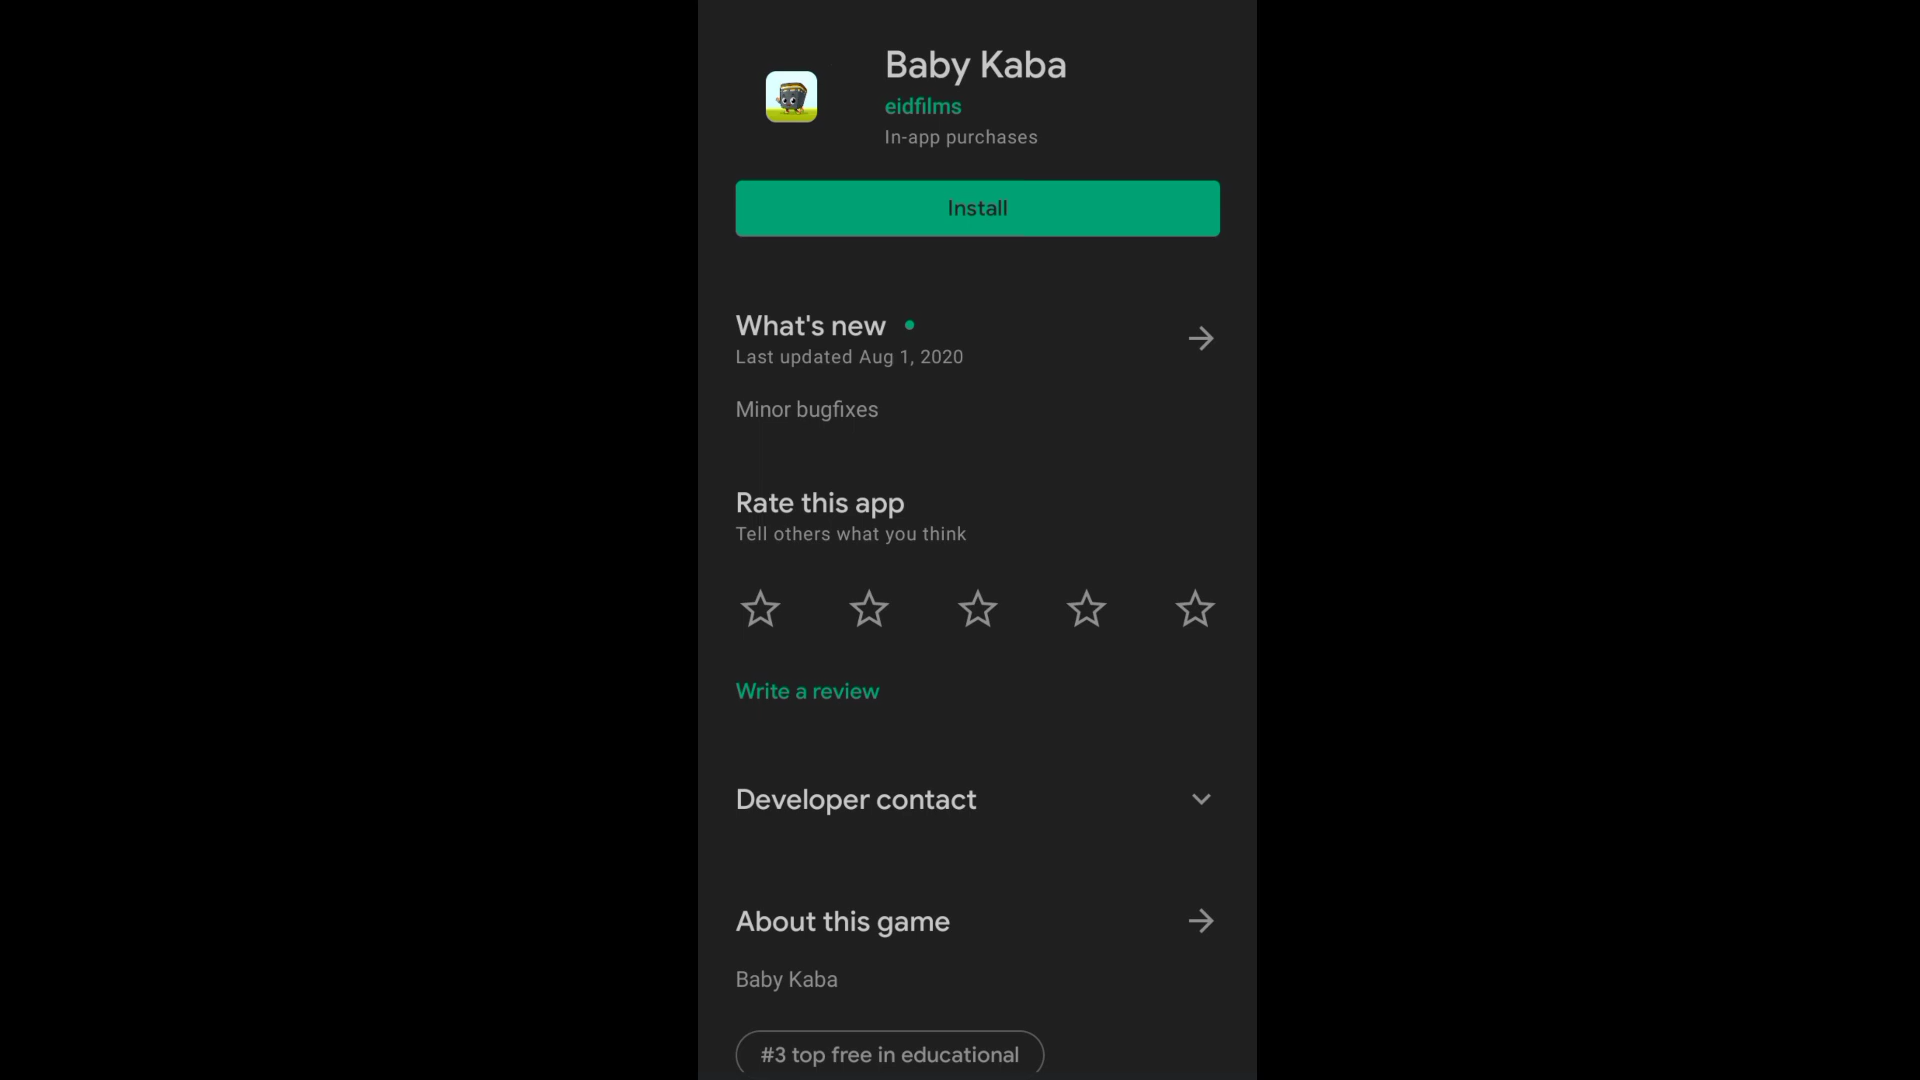 Baby Kaba
eidfilms
In-app purchases
Install
What's new
Last updated Aug 1, 2020
Minor bugfixes
Rate this app
Tell others what you think
Write a review
Developer contact
About this game
Baby Kaba
#3 top free in educational